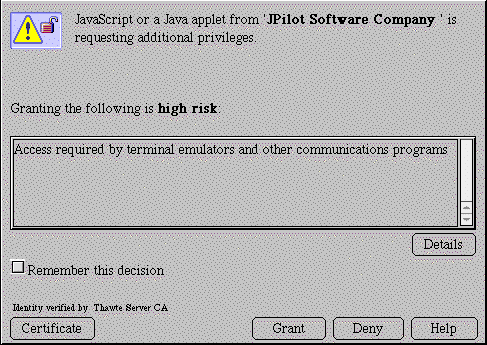 JavaScript or a Java applet from 'JPilot Software Company ' is
requesting additional privileges.
Granting the following is high risk:
Access required by terminal emulators and other communications programs
Details
Remember this decision
Identity verified by Thawte Server CA
Certificate
Grant
Deny
Help